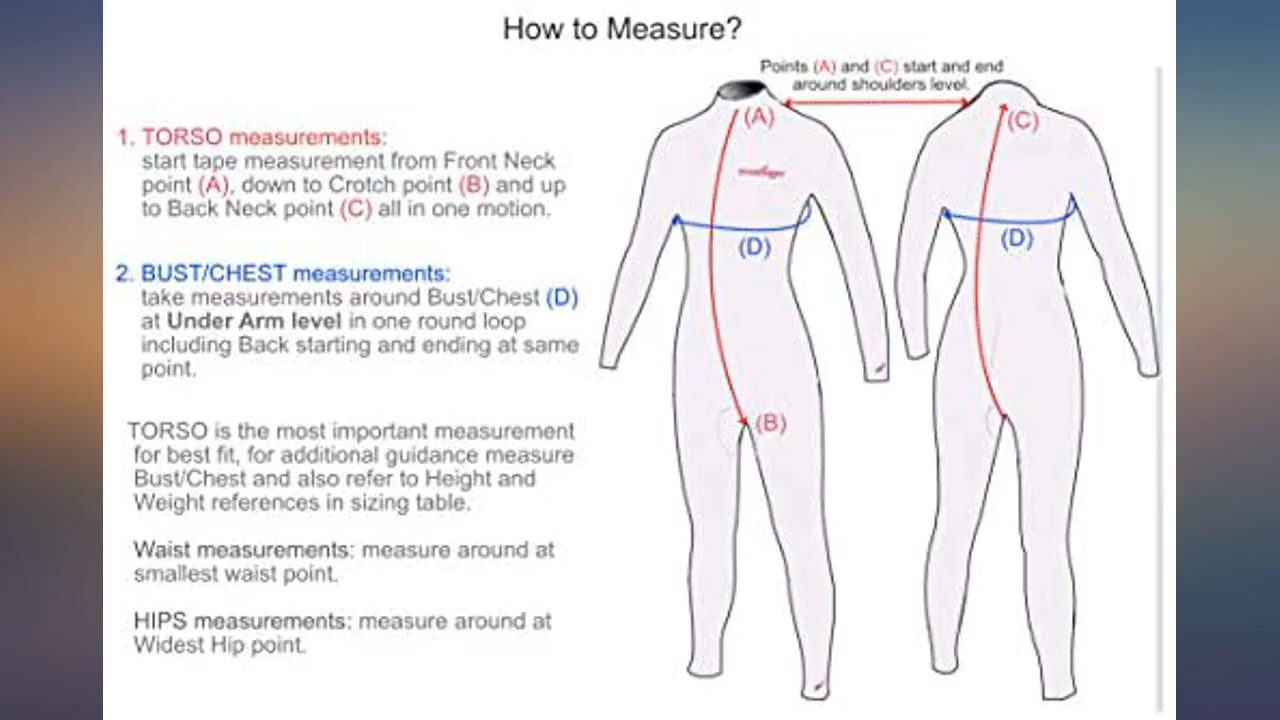 How to Measure?
Points (A) and (C) start and end
around shoulders level.
1. TORSO measurements:
start tape measurement from Front Neck
point (A), down to Crotch point (B) and up
to Back Neck point (C) all in one motion.
2. BUST/CHEST measurements:
take measurements around Bust/Chest (D)
at Under Arm level in one round loop
including Back starting and ending at same
point.
TORSO is the most important measurement
for best fit, for additional guidance measure
Bust/Chest and also refer to Height and
Weight references in sizing table.
Waist measurements: measure around at
smallest waist point.
HIPS measurements: measure around at
Widest Hip point.
(A)
(D)
(B)
(C)
(D)